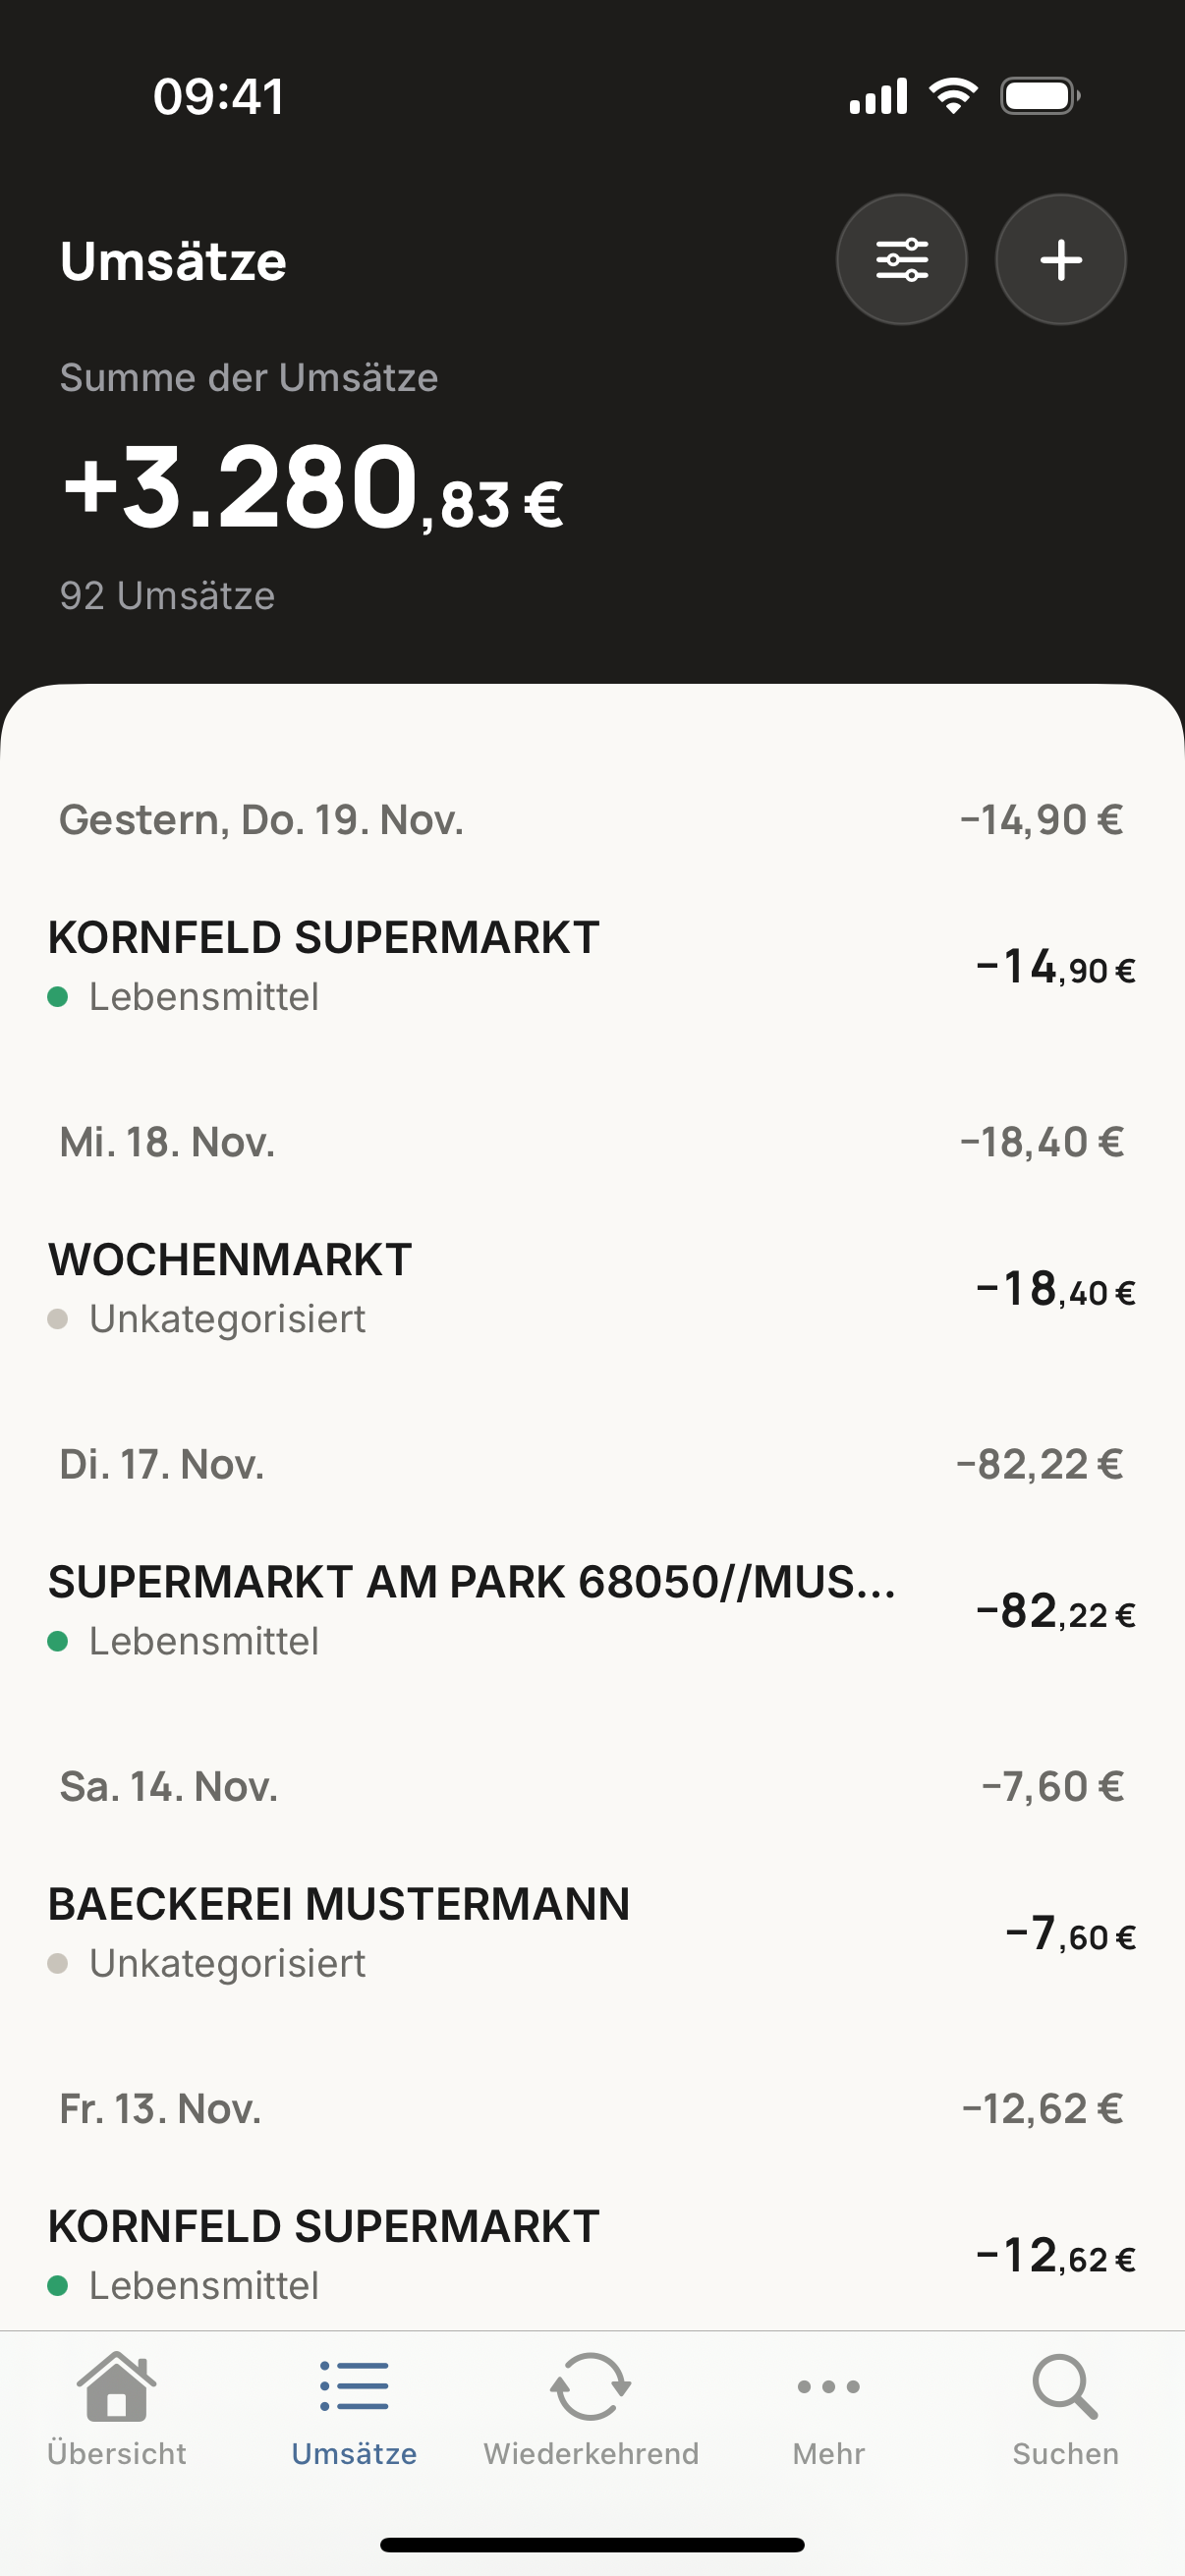 09:41
Umsätze
Summe der Umsätze
+3.280,83 €
92 Umsätze
Gestern, Do. 19. Nov. −14,90 €
KORNFELD SUPERMARKT −14,90 €
Lebensmittel
Mi. 18. Nov. −18,40 €
WOCHENMARKT −18,40 €
Unkategorisiert
Di. 17. Nov. −82,22 €
SUPERMARKT AM PARK 68050//MUS... −82,22 €
Lebensmittel
Sa. 14. Nov. −7,60 €
BAECKEREI MUSTERMANN −7,60 €
Unkategorisiert
Fr. 13. Nov. −12,62 €
KORNFELD SUPERMARKT −12,62 €
Lebensmittel
Übersicht Umsätze Wiederkehrend Mehr Suchen